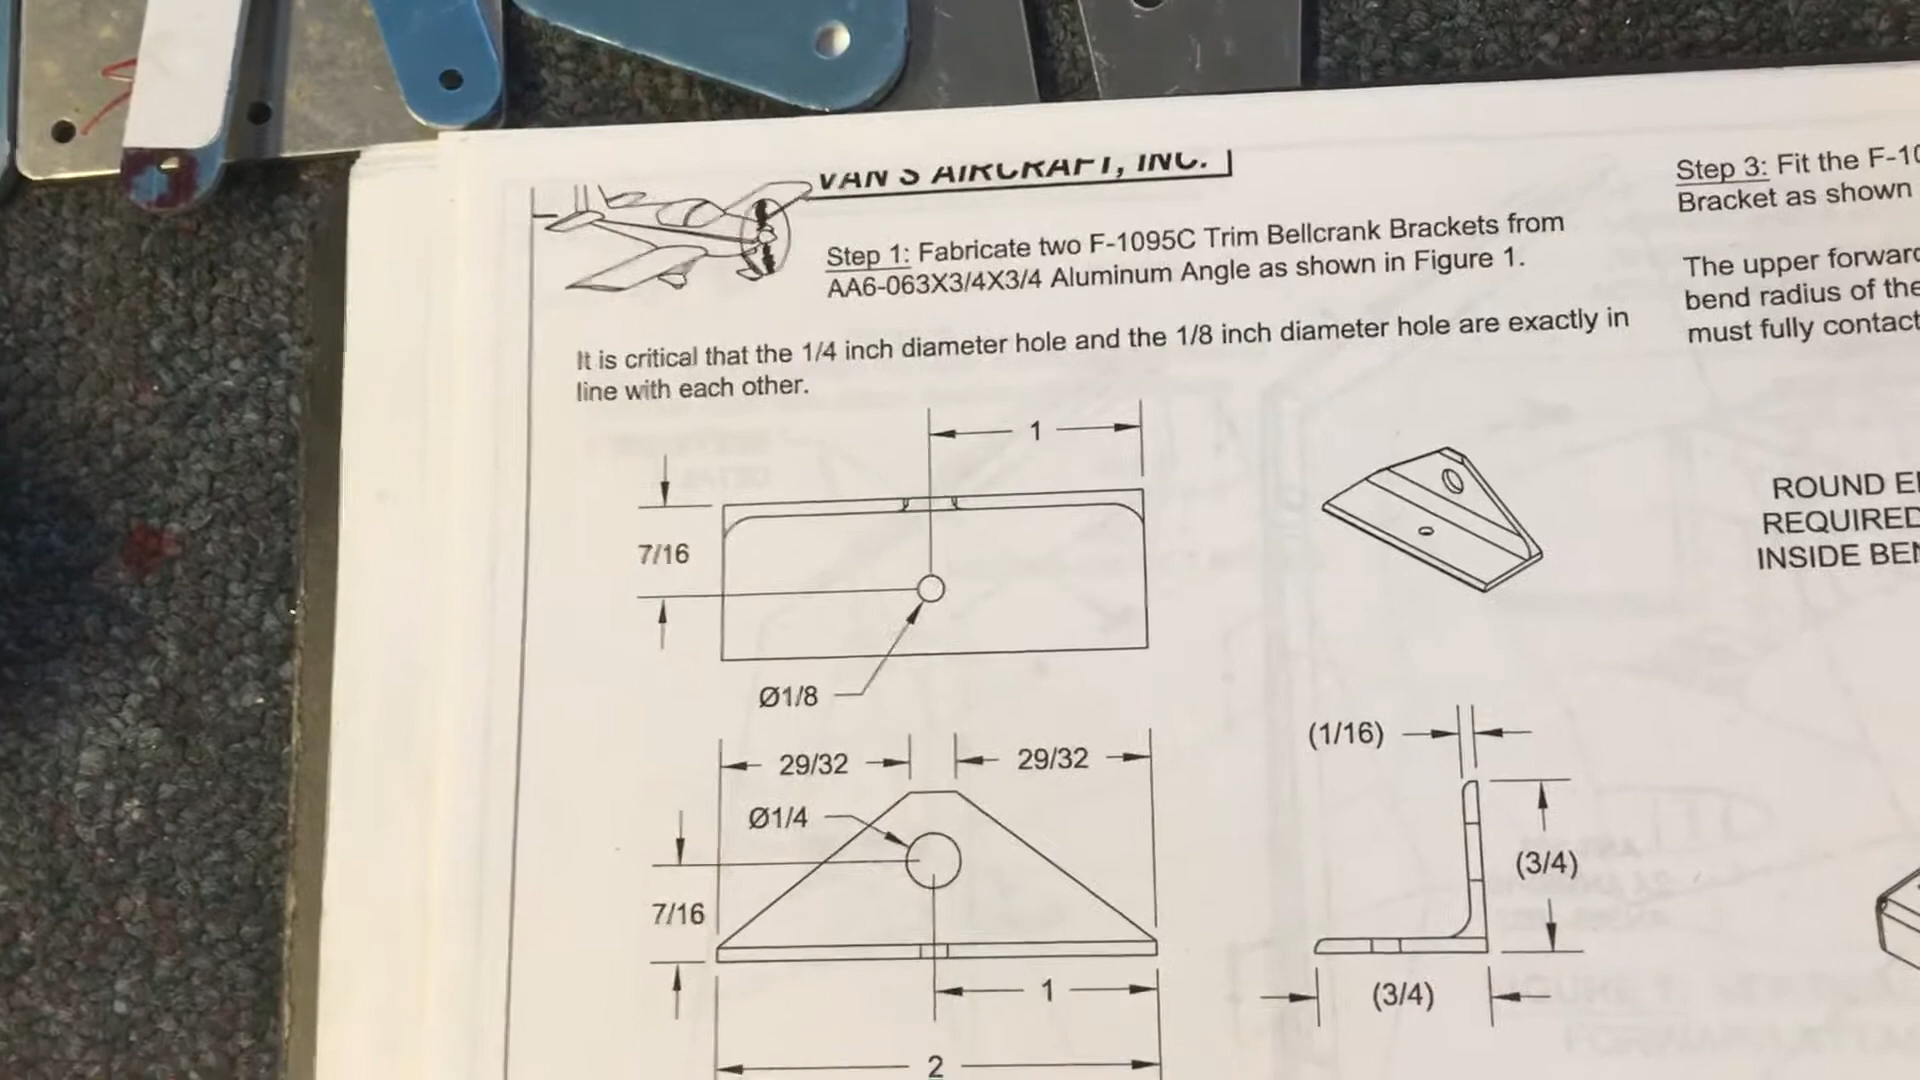 VAN'S AIRCRAFT, INC.
Step 1: Fabricate two F-1095C Trim Bellcrank Brackets from
AA6-063X3/4X3/4 Aluminum Angle as shown in Figure 1.
It is critical that the 1/4 inch diameter hole and the 1/8 inch diameter hole are exactly in
line with each other.
1
7/16
Ø1/8
29/32
29/32
Ø1/4
7/16
1
2
(1/16)
(3/4)
(3/4)
Step 3: Fit the F-10
Bracket as shown
The upper forward
bend radius of the
must fully contact
ROUND
REQUIRED
INSIDE